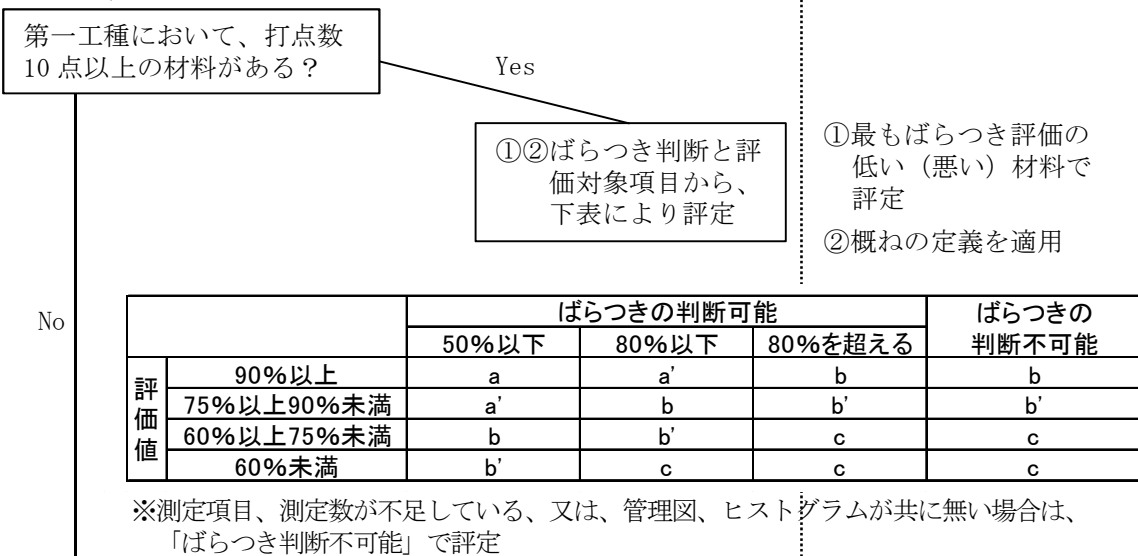 第一工種において、打点数
10 点以上の材料がある?
Yes
①②ばらつき判断と評
価対象項目から、
下表により評定
①最もばらつき評価の
低い(悪い)材料で
評定
②概ねの定義を適用
No
ばらつきの判断可能 ばらつきの
50%以下 80%以下 80%を超える 判断不可能
評価値
90%以上 a a' b b
75%以上90%未満 a' b b' b'
60%以上75%未満 b b' c c
60%未満 b' c c c
※測定項目、測定数が不足している、又は、管理図、ヒストグラムが共に無い場合は、
「ばらつき判断不可能」で評定